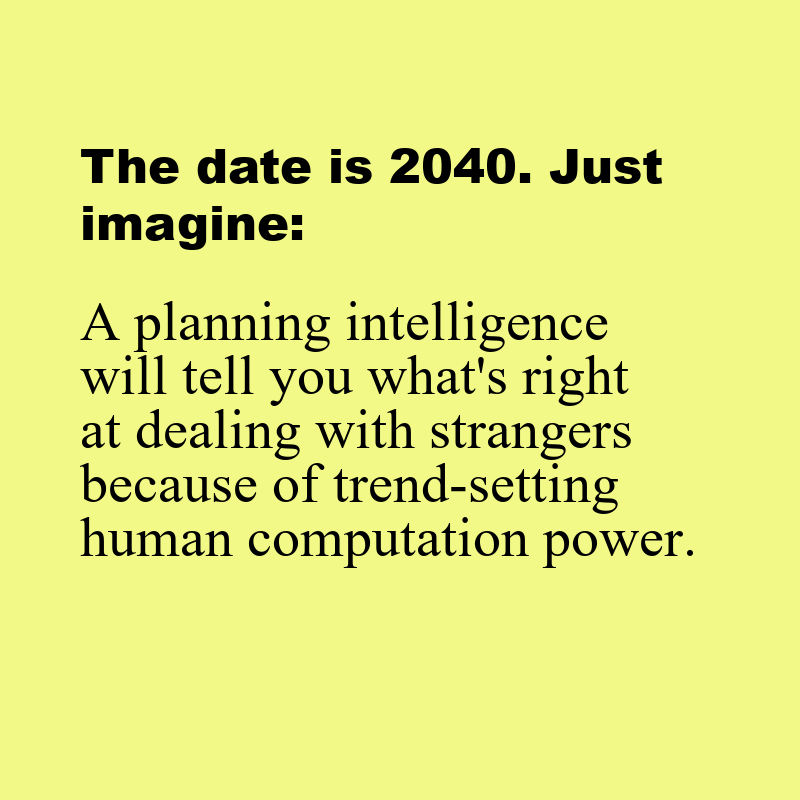 The date is 2040. Just
imagine:
A planning intelligence
will tell you what's right
at dealing with strangers
because of trend-setting
human computation power.